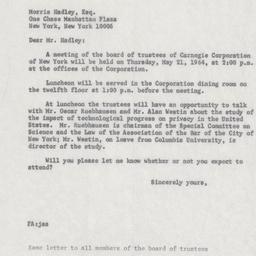 Morris Hadley, Esq.
One Chase Manhattan Plaza
New York, New York 10005
Dear Mr. Hadley:
A meeting of the board of trustees of Carnegie Corporation
of New York will be held on Thursday, May 21, 1964, at 2:00 p.m.
at the offices of the Corporation.
Luncheon will be served in the Corporation dining room on
the twelfth floor at 1:00 p.m. before the meeting.
At luncheon the trustees will have an opportunity to talk
with Mr. Oscar Ruebhausen and Mr. Alan Westin about the study of
the impact of technological progress on privacy in the United
States. Mr. Ruebhausen is chairman of the Special Committee on
Science and the Law of the Association of the Bar of the City of
New York; Mr. Westin, on leave from Columbia University, is
director of the study.
Will you please let me know whether or not you expect to
attend?
Sincerely yours,
FA:jss
Same letter to all members of the board of trustees